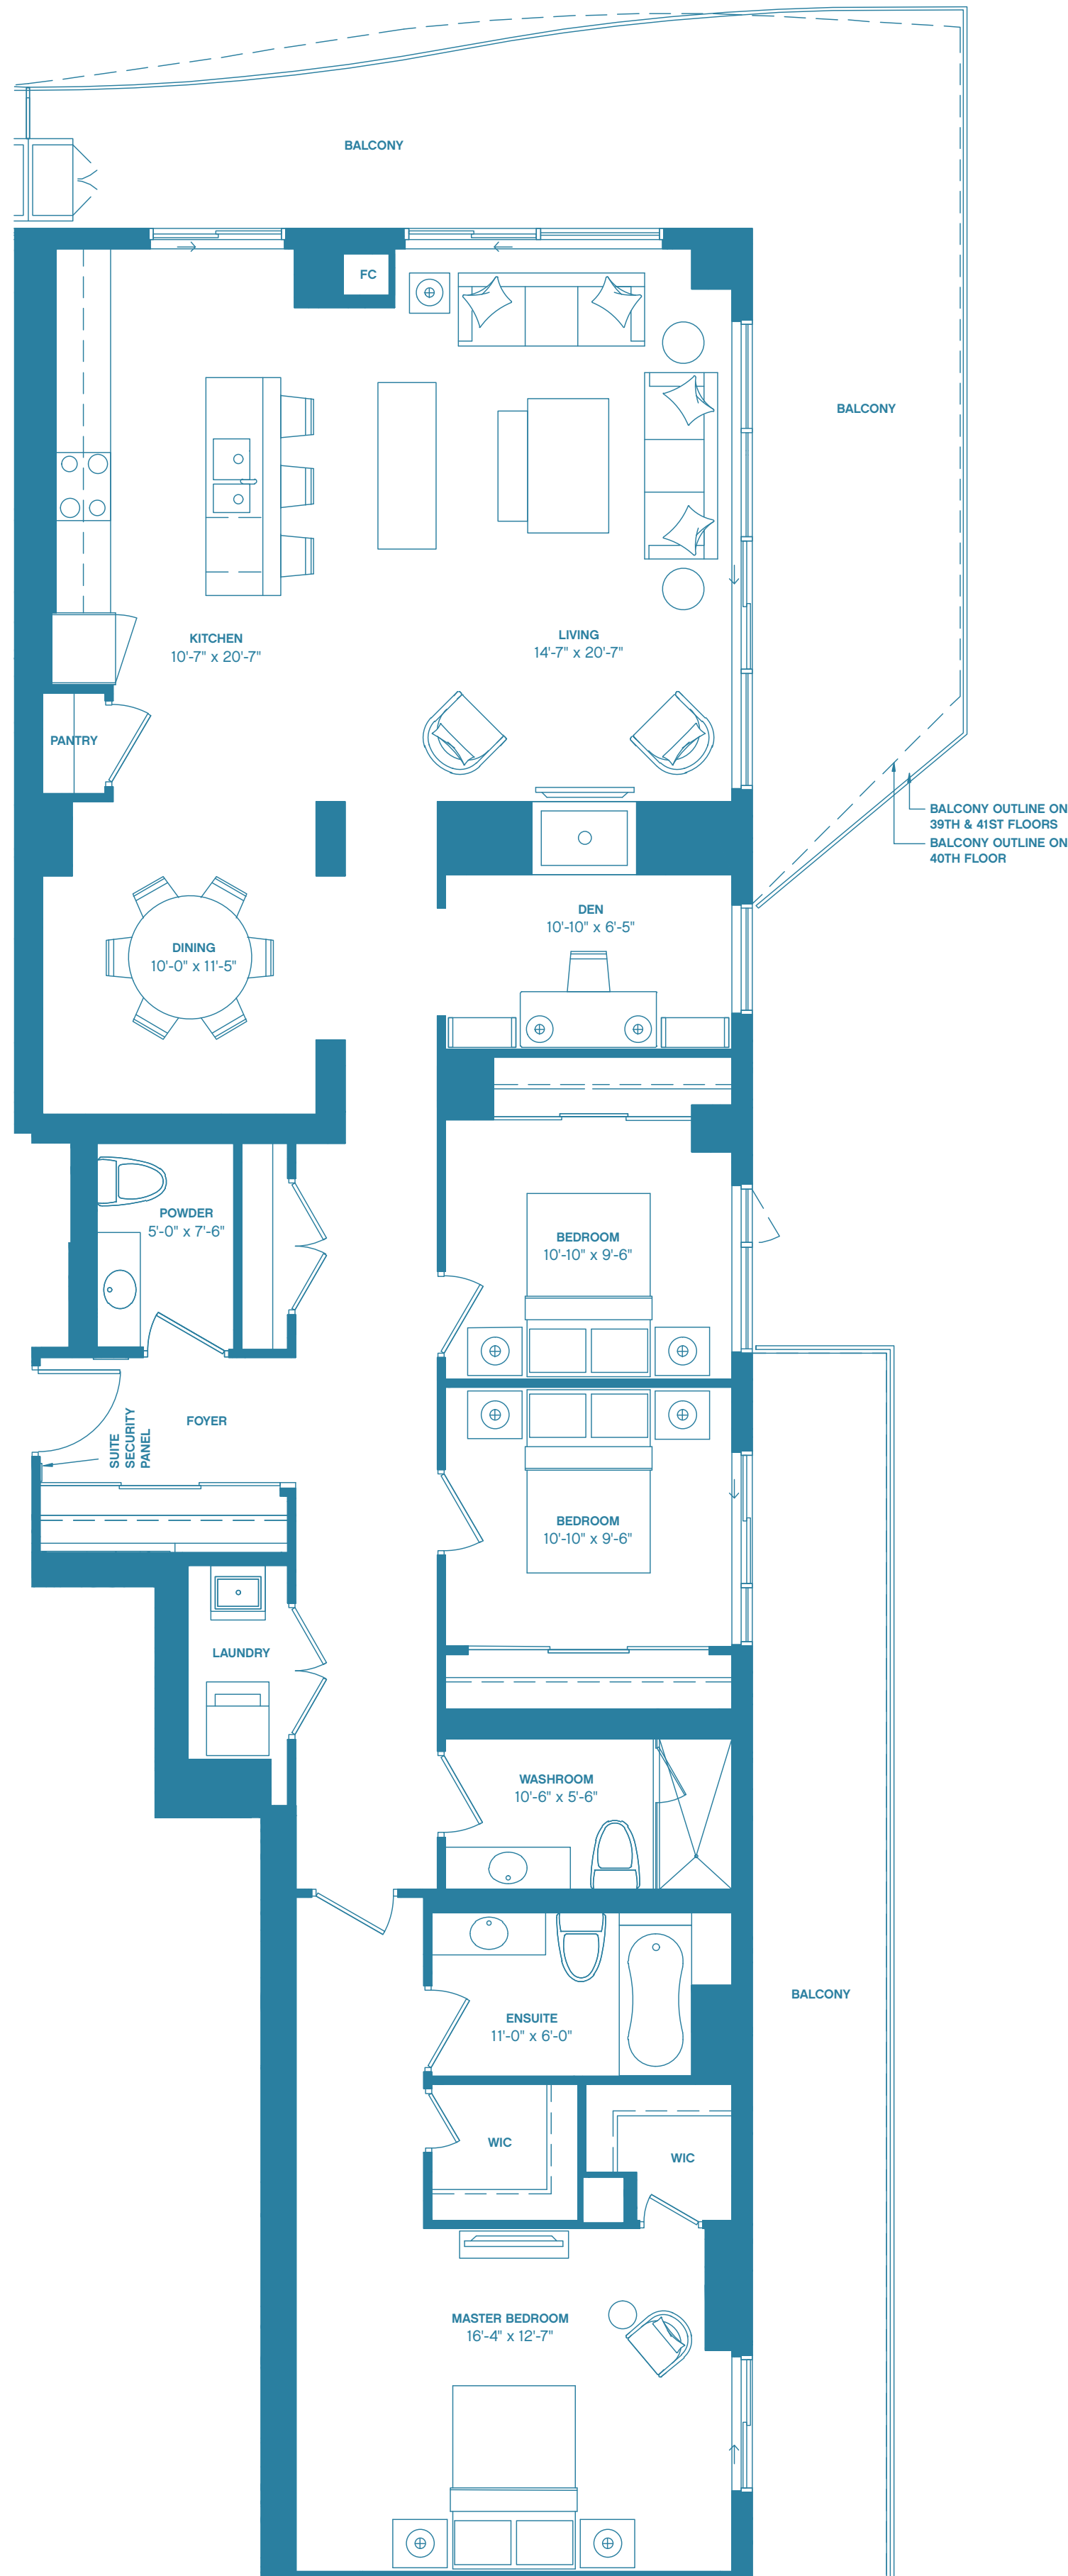 BALCONY
FC
BALCONY
KITCHEN
10'-7" x 20'-7"
LIVING
14'-7" x 20'-7"
PANTRY
BALCONY OUTLINE ON
39TH & 41ST FLOORS
BALCONY OUTLINE ON
40TH FLOOR
DEN
10'-10" x 6'-5"
DINING
10'-0" x 11'-5"
POWDER
5'-0" x 7'-6"
BEDROOM
10'-10" x 9'-6"
FOYER
SUITE
SECURITY
PANEL
BEDROOM
10'-10" x 9'-6"
LAUNDRY
WASHROOM
10'-6" x 5'-6"
BALCONY
ENSUITE
11'-0" x 6'-0"
WIC
WIC
MASTER BEDROOM
16'-4" x 12'-7"